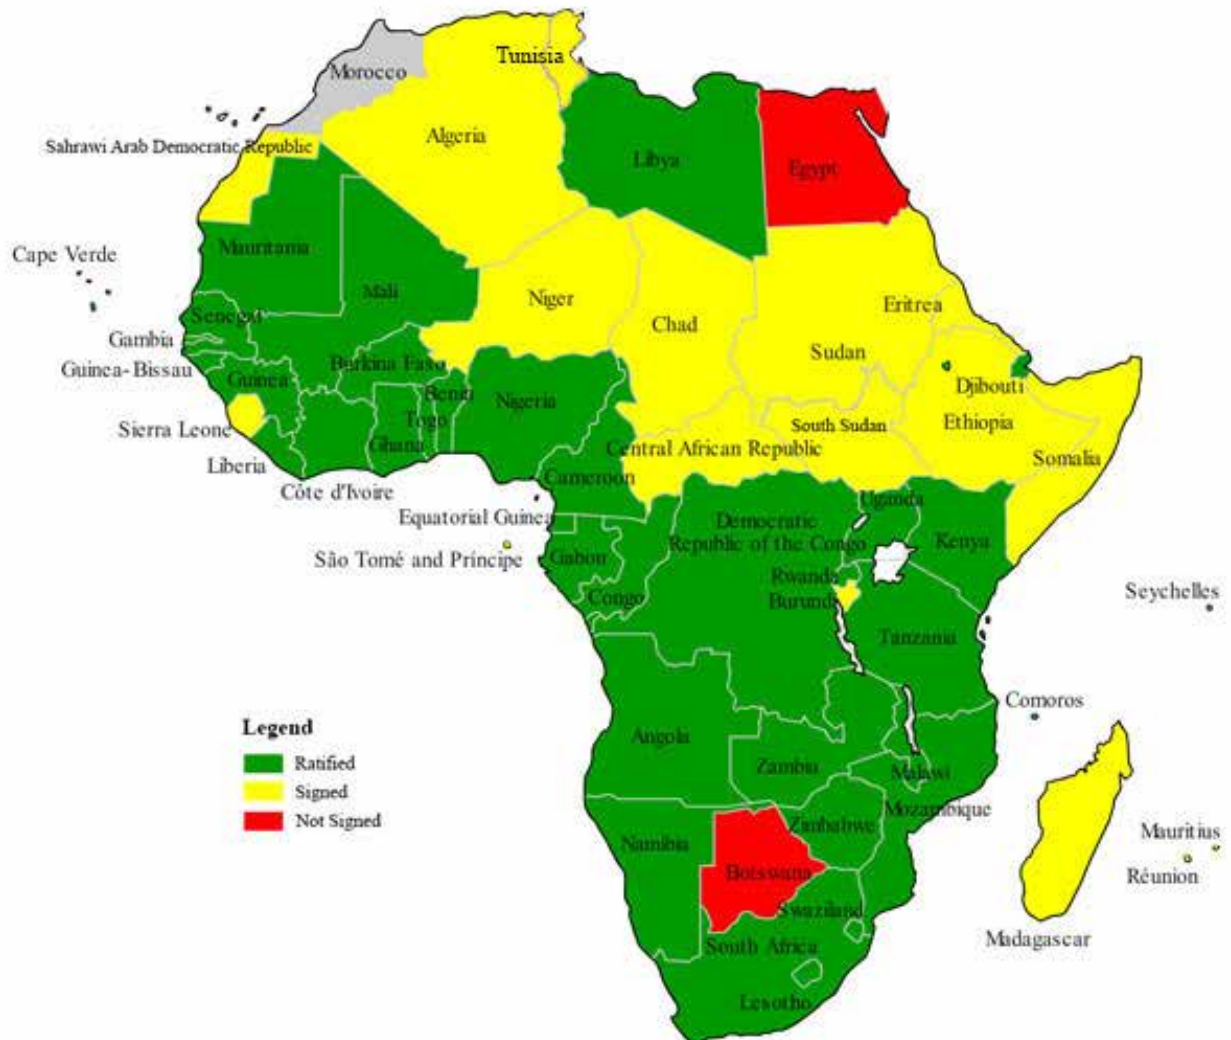 Tunisia
Morocco
Algeria
Sahrawi Arab Democratic Republic
Libya
Egypt
Mauritania
Cape Verde
Mali
Niger
Chad
Eritrea
Senegal
Gambia
Sudan
Guinea-Bissau
Burkina Faso
Guinea
Djibouti
Benin
Nigeria
Togo
Ethiopia
South Sudan
Sierra Leone
Ghana
Central African Republic
Somalia
Liberia
Cameroon
Côte d'Ivoire
Uganda
Equatorial Guinea
Democratic
Republic of the Congo
Kenya
São Tomé and Príncipe
Gabon
Rwanda
Congo
Burundi
Seychelles
Tanzania
Comoros
Legend
Angola
Ratified
Zambia
Malawi
Signed
Mozambique
Not Signed
Zimbabwe
Mauritius
Namibia
Botswana
Réunion
Swaziland
South Africa
Madagascar
Lesotho